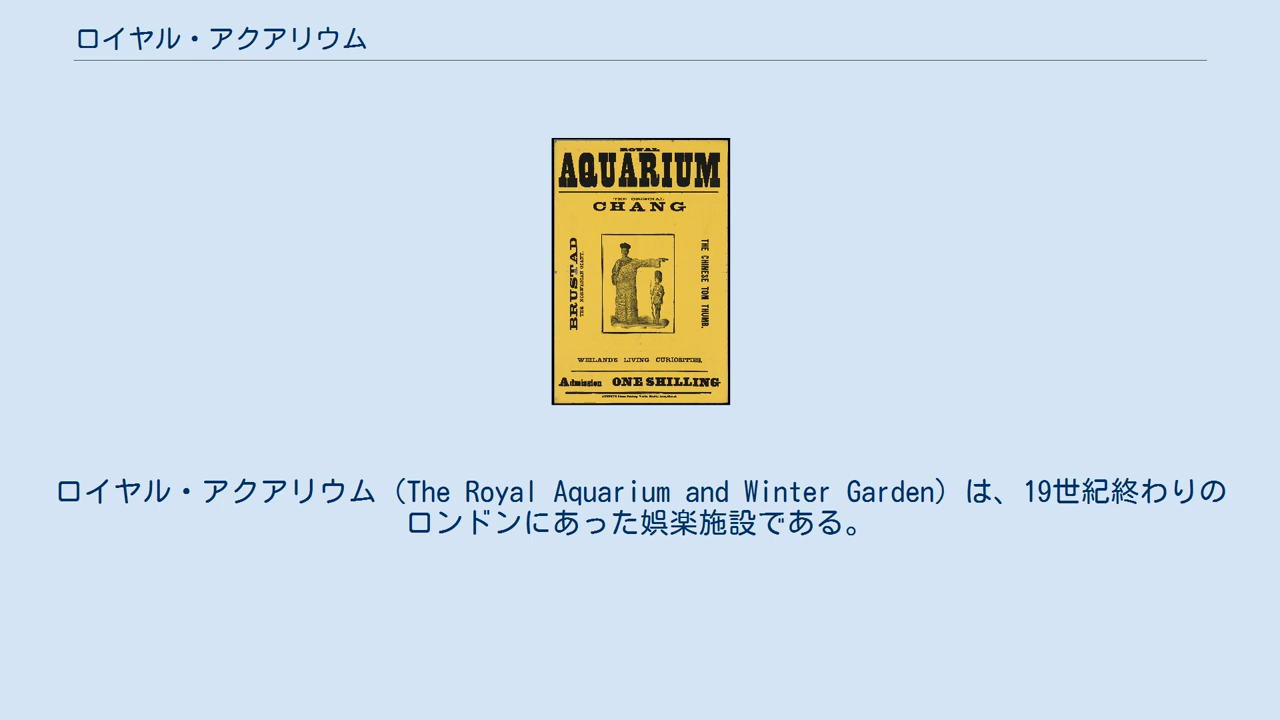 ロイヤル・アクアリウム
ROYAL
AQUARIUM
THE ORIGINAL
CHANG
BRUSTAD
THE NORWEGIAN GIANT.
THE CHINESE TOM THUMB.
WEILAND'S LIVING CURIOSITIES,
Admission ONE SHILLING
ロイヤル・アクアリウム（The Royal Aquarium and Winter Garden）は、19世紀終わりの
ロンドンにあった娯楽施設である。